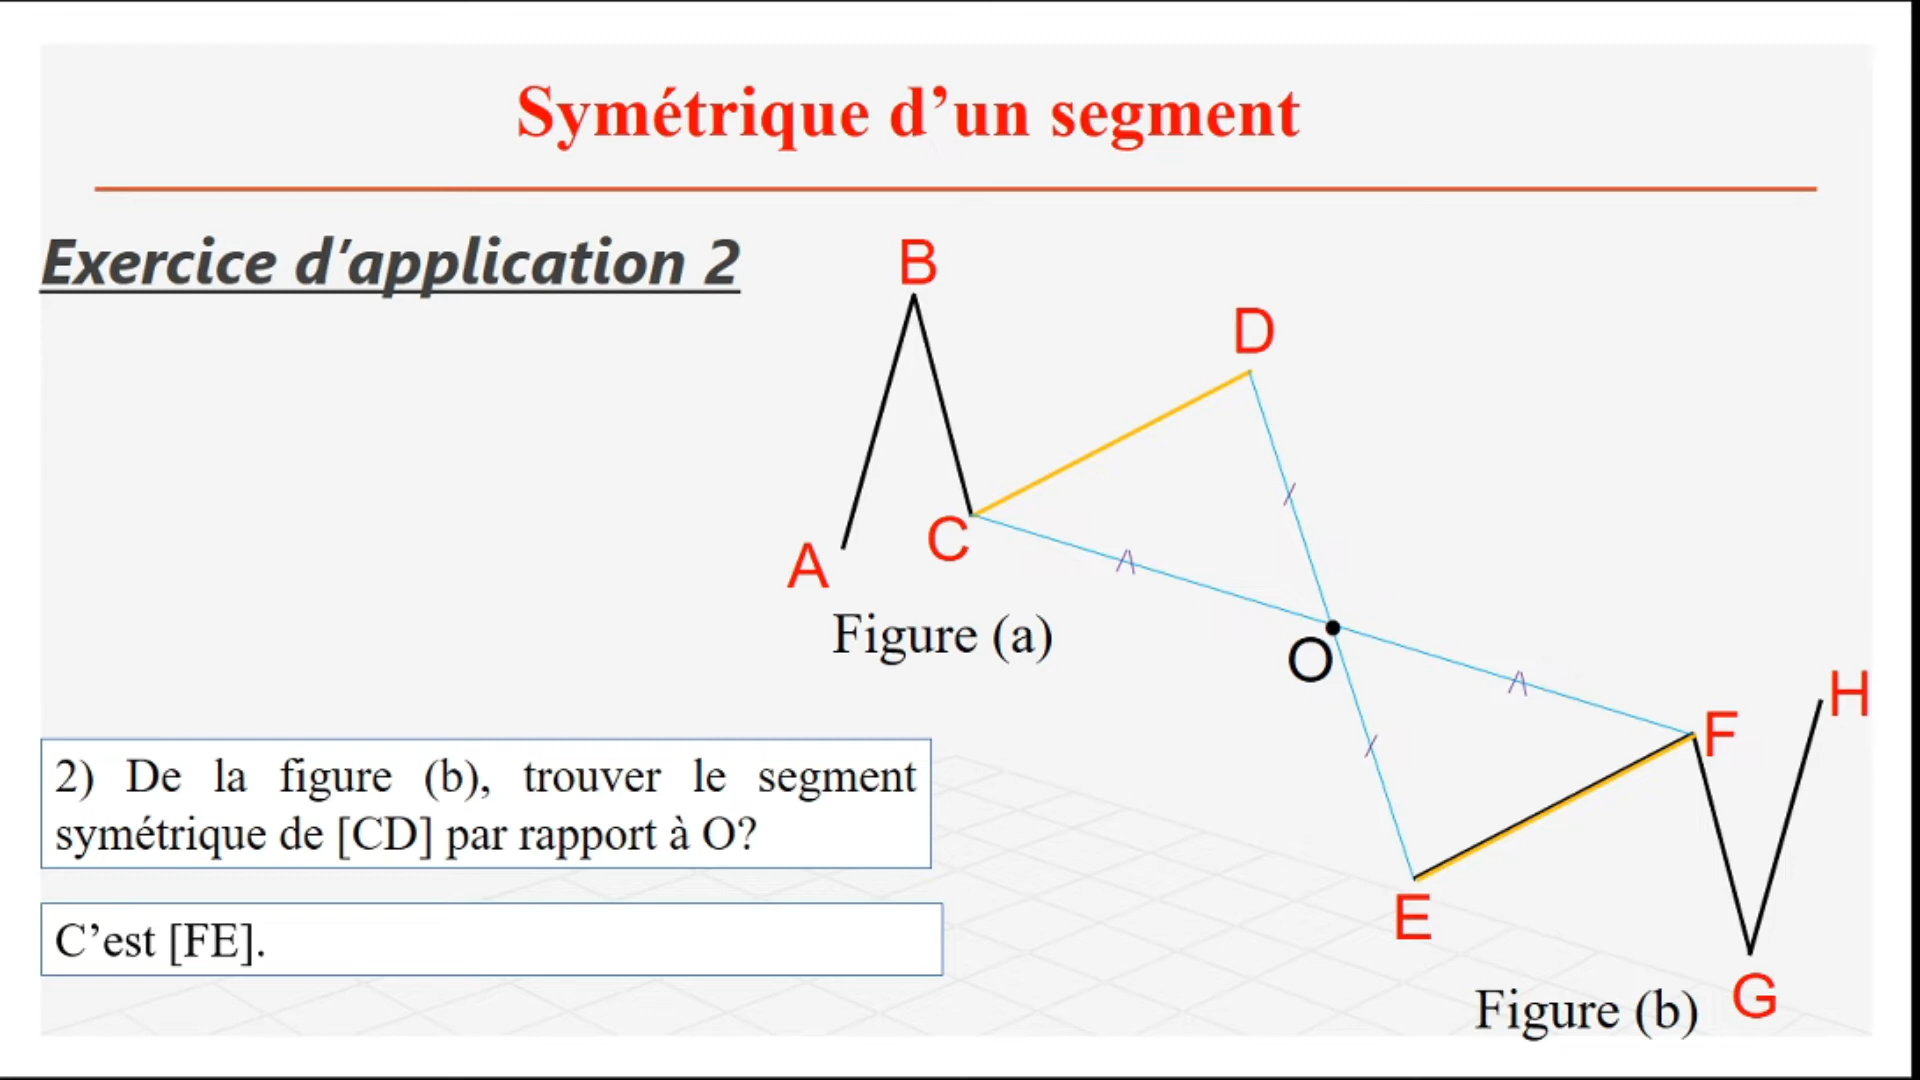 Symétrique d’un segment
Exercice d’application 2
B
D
C
A
Figure (a)
O
H
F
2) De la figure (b), trouver le segment
symétrique de [CD] par rapport à O?
E
C’est [FE].
G
Figure (b)